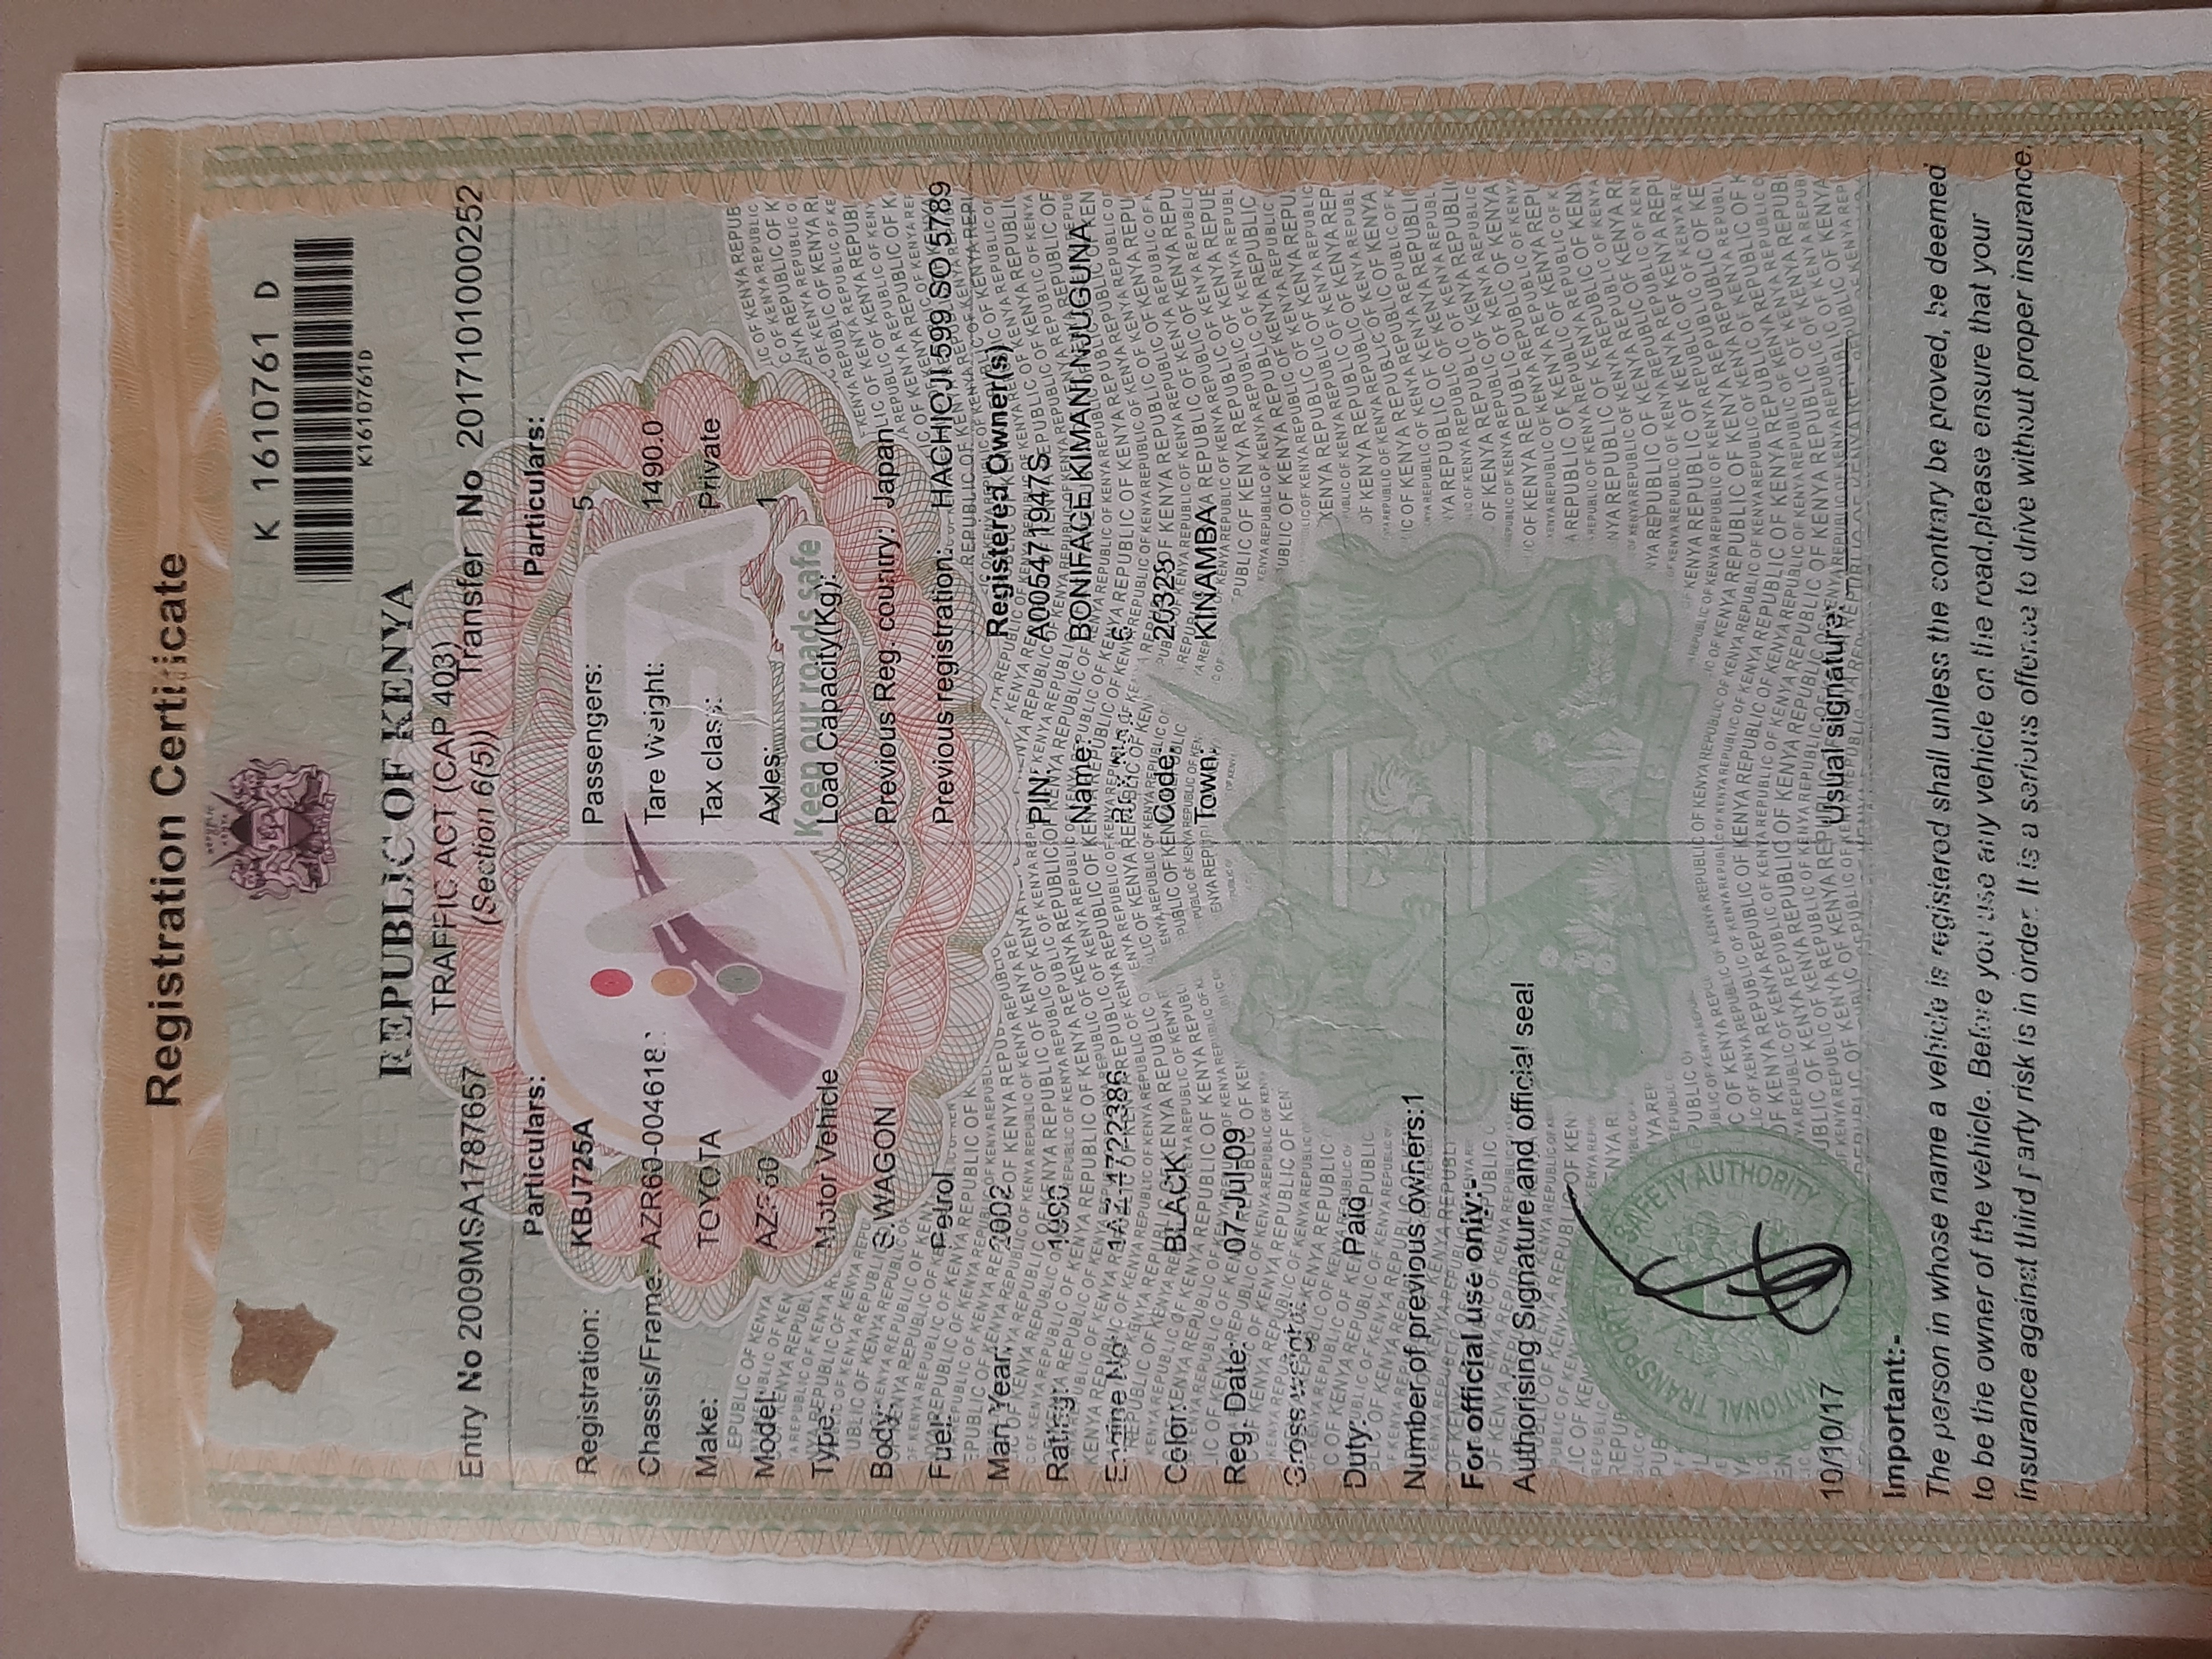 Registration Certificate
K 1610761 D
K1610761D
REPUBLIC OF KENYA
TRAFFIC ACT (CAP 403)
(Section 6(5))
Entry No 2009MSA1787657 Transfer No 20171010000252
Particulars: Particulars:
Registration: KBJ725A Passengers: 5
Chassis/Frame: AZR60-004618 Tare Weight: 1490.0
Make: TOYOTA Tax class: Private
Model: Axles: 1
Type: Motor Vehicle Load Capacity(Kg):
Body: S.WAGON Previous Reg. country: Japan
Fuel: Petrol Previous registration: HACHIOJI 599 SO 5789
Man. Year: 2002 Registered Owner(s)
Rating: PIN: A005471947S
Engine No: Name: BONIFACE KIMANI NJUGUNA
Color: BLACK Code:
Reg. Date: 07-Jul-09 Town: KINAMBA
Gross weight:
Duty: Paid
Number of previous owners:1
For official use only:-
Authorising Signature and official seal
NATIONAL TRANSPORT SAFETY AUTHORITY
10/10/17 Usual signature:
Important:-
The person in whose name a vehicle is registered shall unless the contrary be proved, be deemed
to be the owner of the vehicle. Before you use any vehicle on the road,please ensure that your
insurance against third party risk is in order. It is a serious offence to drive without proper insurance.
Keep our roads safe